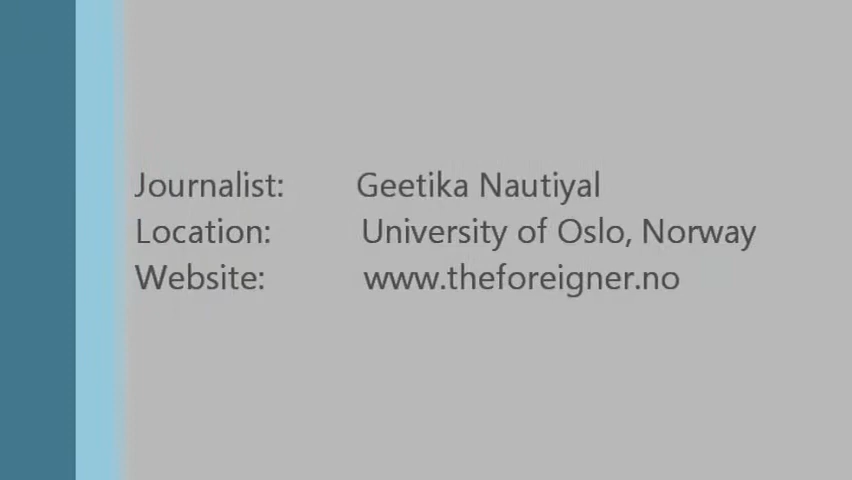 Journalist: Geetika Nautiyal
Location: University of Oslo, Norway
Website: www.theforeigner.no